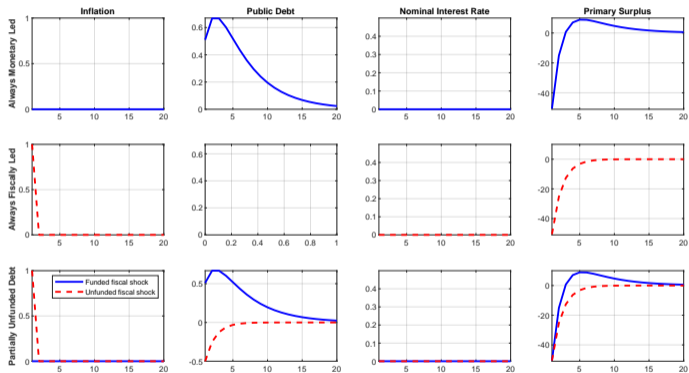 Inflation Public Debt Nominal Interest Rate Primary Surplus
Always Monetary Led
1
0.5
0
5 10 15 20
0.6
0.4
0.2
0
5 10 15 20
0.4
0.3
0.2
0.1
0
5 10 15 20
0
-20
-40
5 10 15 20
Always Fiscally Led
1
0.5
0
5 10 15 20
0.6
0.4
0.2
0
0 0.2 0.4 0.6 0.8 1
0.4
0.3
0.2
0.1
0
5 10 15 20
0
-20
-40
5 10 15 20
Partially Unfunded Debt
1
0.5
0
Funded fiscal shock
Unfunded fiscal shock
5 10 15 20
0.5
0
-0.5
5 10 15 20
0.4
0.3
0.2
0.1
0
5 10 15 20
0
-20
-40
5 10 15 20